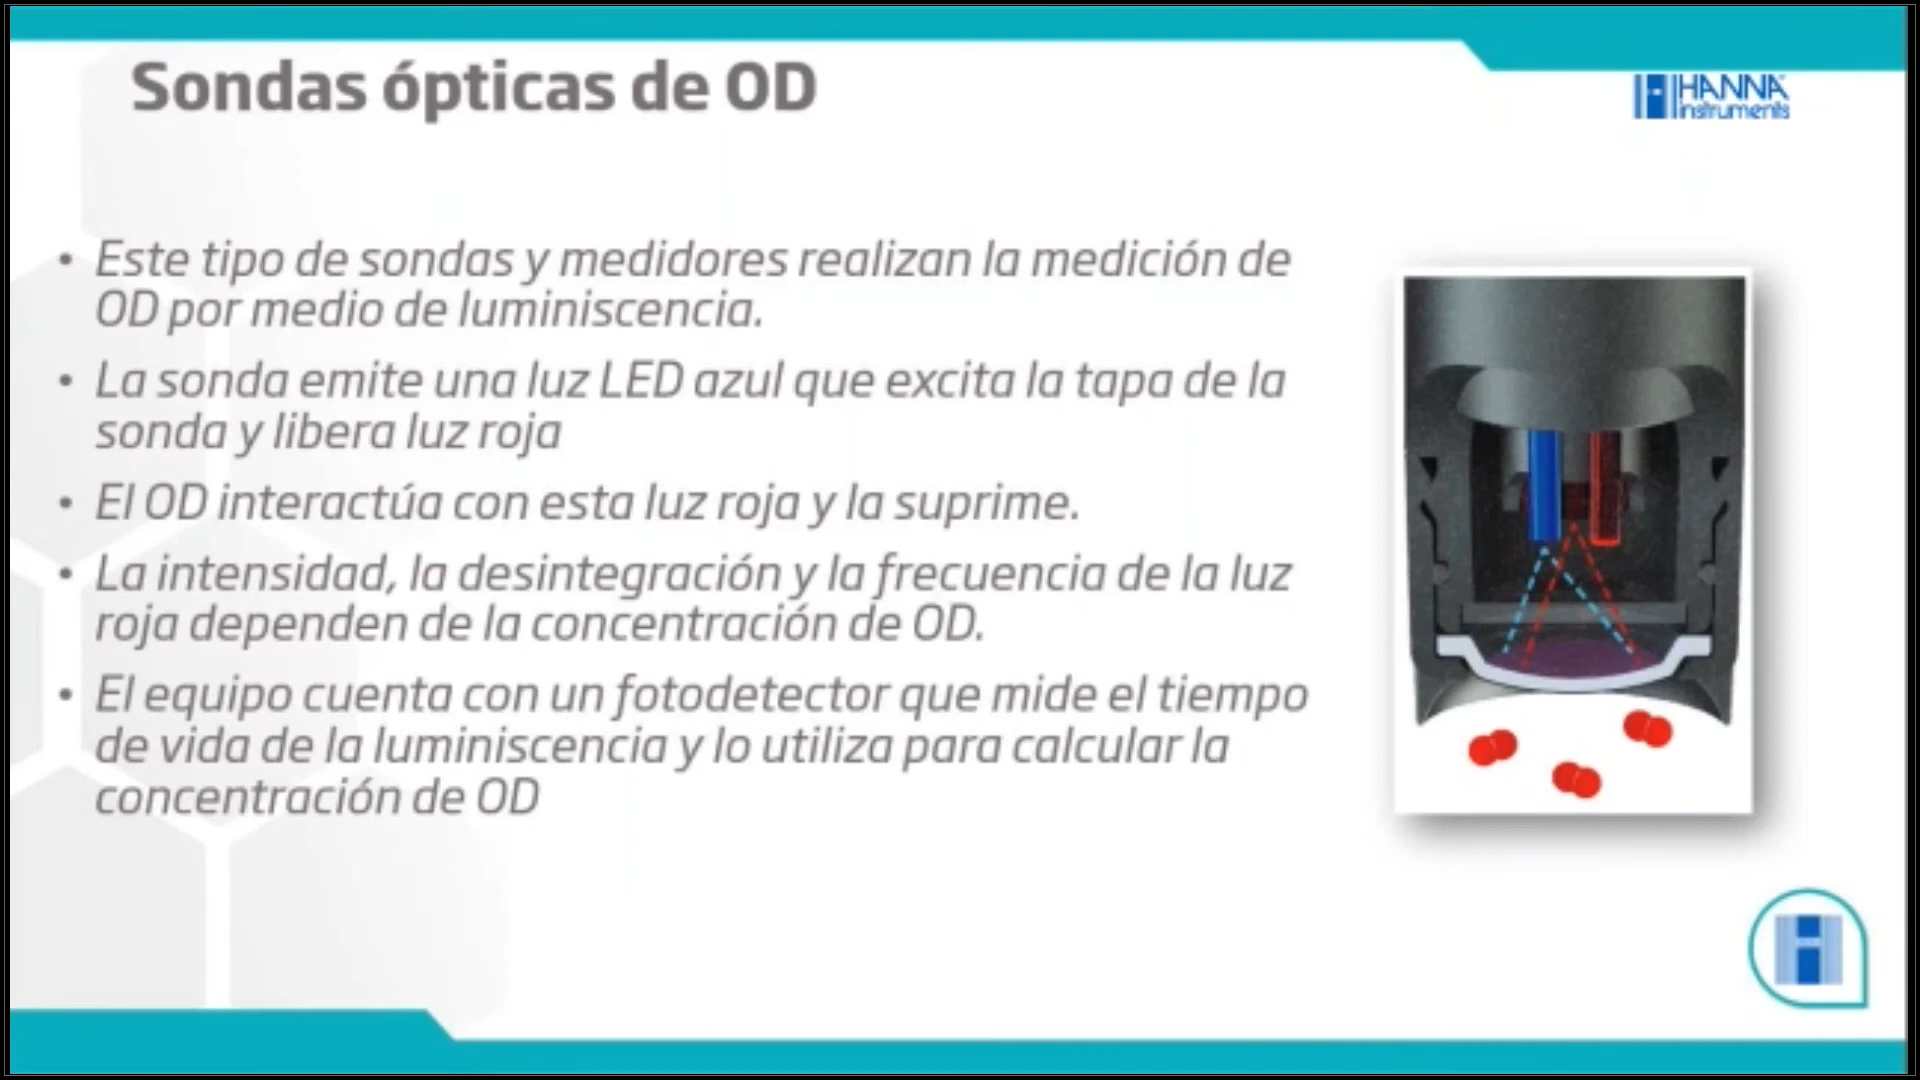 Sondas ópticas de OD
HANNA
instruments
• Este tipo de sondas y medidores realizan la medición de
OD por medio de luminiscencia.
• La sonda emite una luz LED azul que excita la tapa de la
sonda y libera luz roja
• El OD interactúa con esta luz roja y la suprime.
• La intensidad, la desintegración y la frecuencia de la luz
roja dependen de la concentración de OD.
• El equipo cuenta con un fotodetector que mide el tiempo
de vida de la luminiscencia y lo utiliza para calcular la
concentración de OD